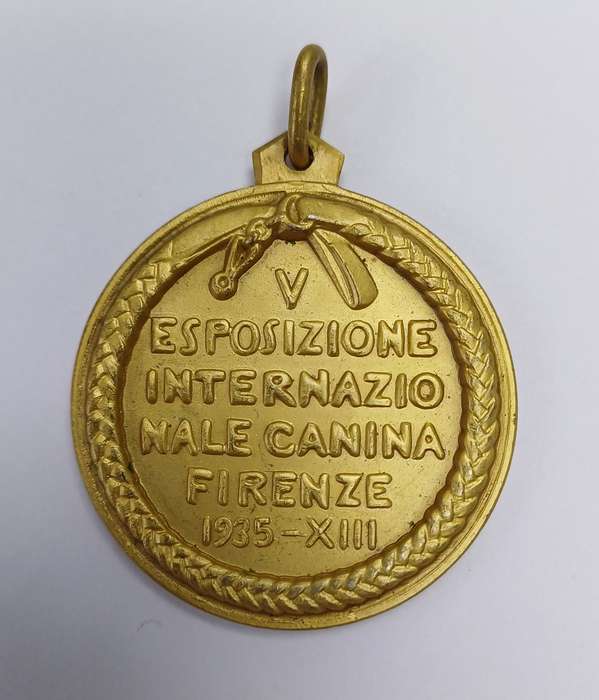 V
ESPOSIZIONE
INTERNAZIO
NALE CANINA
FIRENZE
1935-XIII